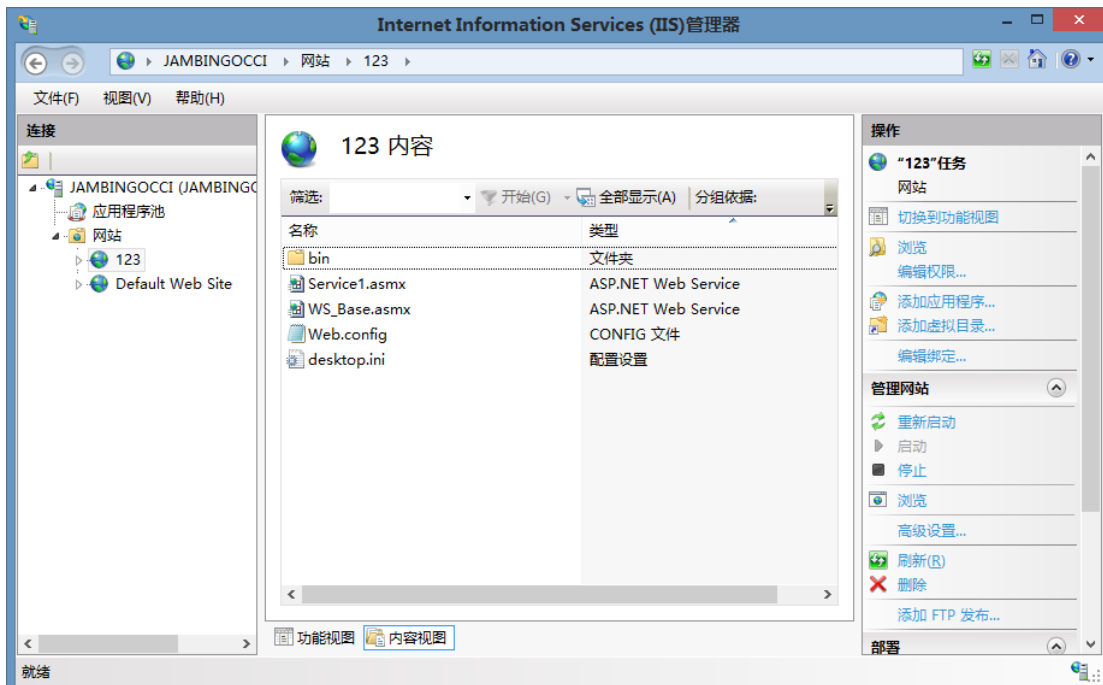 Internet Information Services (IIS)管理器
JAMBINGOCCI 网站 123
文件(F) 视图(V) 帮助(H)
连接
JAMBINGOCCI (JAMBINGC
应用程序池
网站
123
Default Web Site
123 内容
筛选: 开始(G) 全部显示(A) 分组依据:
名称 类型
bin 文件夹
Service1.asmx ASP.NET Web Service
WS_Base.asmx ASP.NET Web Service
Web.config CONFIG 文件
desktop.ini 配置设置
功能视图 内容视图
操作
“123”任务
网站
切换到功能视图
浏览
编辑权限...
添加应用程序...
添加虚拟目录...
编辑绑定...
管理网站
重新启动
启动
停止
浏览
高级设置...
刷新(R)
删除
添加 FTP 发布...
部署
就绪